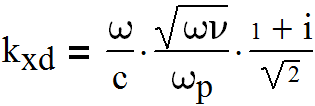 k_xd = ω/c · √(ων)/ω_p · (1 + i)/√2